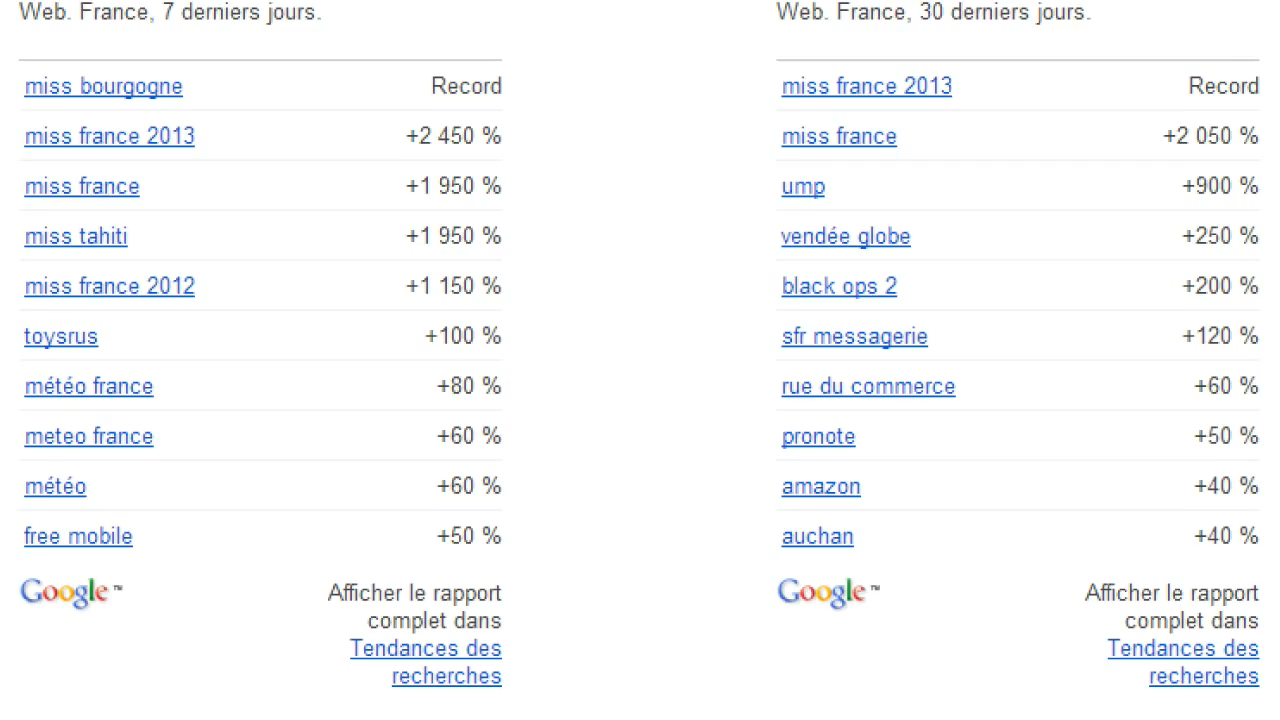 Web. France, 7 derniers jours.
miss bourgogne Record
miss france 2013 +2 450 %
miss france +1 950 %
miss tahiti +1 950 %
miss france 2012 +1 150 %
toysrus +100 %
météo france +80 %
meteo france +60 %
météo +60 %
free mobile +50 %
Google™
Afficher le rapport
complet dans
Tendances des
recherches
Web. France, 30 derniers jours.
miss france 2013 Record
miss france +2 050 %
ump +900 %
vendée globe +250 %
black ops 2 +200 %
sfr messagerie +120 %
rue du commerce +60 %
pronote +50 %
amazon +40 %
auchan +40 %
Google™
Afficher le rapport
complet dans
Tendances des
recherches